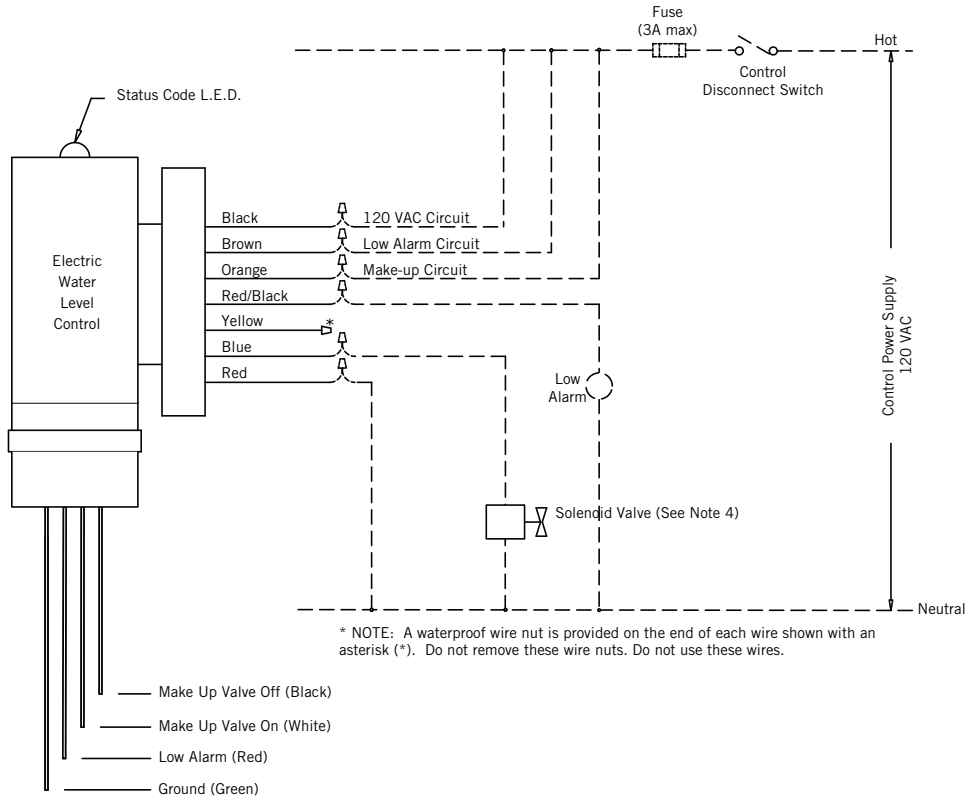 Fuse
(3A max)
Hot
Control
Disconnect Switch
Status Code L.E.D.
Black
120 VAC Circuit
Brown
Low Alarm Circuit
Orange
Make-up Circuit
Red/Black
Yellow
*
Blue
Red
Electric
Water
Level
Control
Low
Alarm
Control Power Supply
120 VAC
Solenoid Valve (See Note 4)
Neutral
* NOTE: A waterproof wire nut is provided on the end of each wire shown with an
asterisk (*). Do not remove these wire nuts. Do not use these wires.
Make Up Valve Off (Black)
Make Up Valve On (White)
Low Alarm (Red)
Ground (Green)